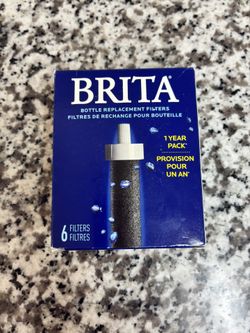 BRITA®
BOTTLE REPLACEMENT FILTERS
FILTRES DE RECHANGE POUR BOUTEILLE
1 YEAR
PACK*
PROVISION
POUR
UN AN*
6 FILTERS
FILTRES